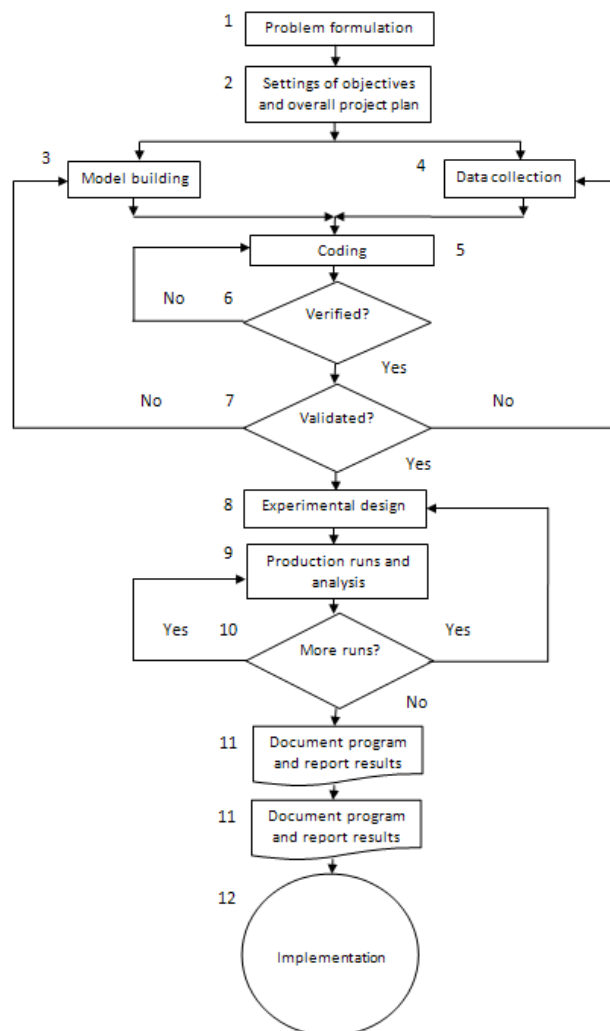 1
Problem formulation
2
Settings of objectives
and overall project plan
3
Model building
4
Data collection
Coding
5
No
6
Verified?
Yes
No
7
Validated?
No
Yes
8
Experimental design
9
Production runs and
analysis
Yes
10
More runs?
Yes
No
11
Document program
and report results
11
Document program
and report results
12
Implementation